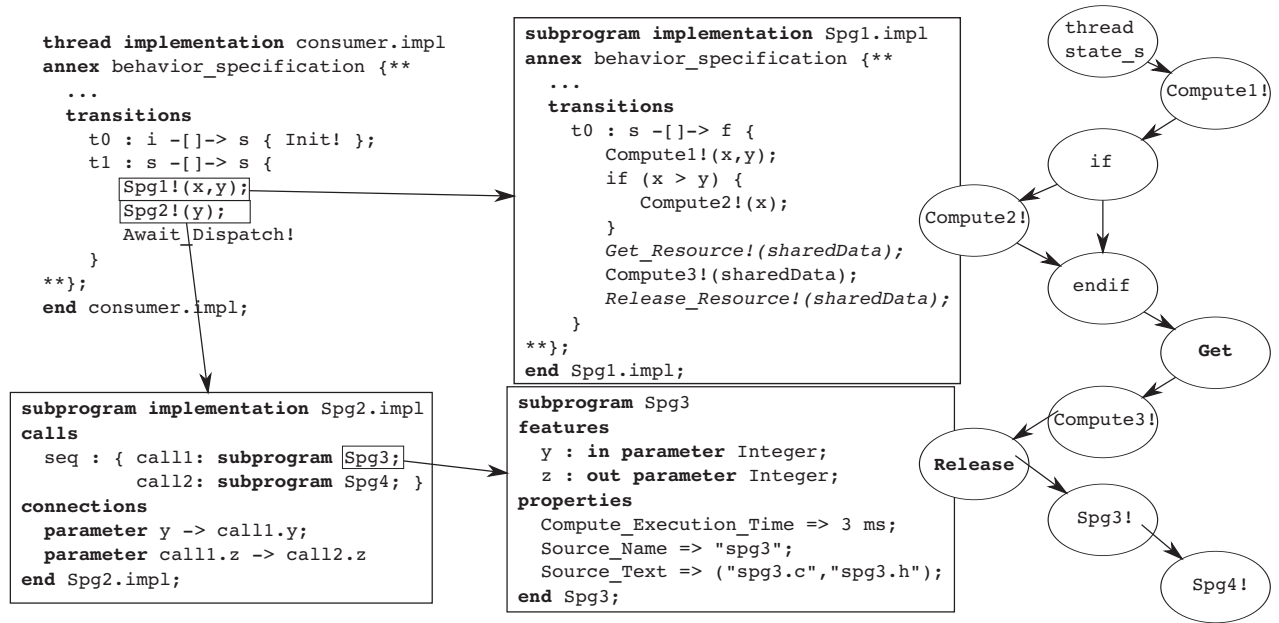 thread implementation consumer.impl
annex behavior_specification {**
...
transitions
t0 : i -[]-> s { Init! };
t1 : s -[]-> s {
Spg1!(x,y);
Spg2!(y);
Await_Dispatch!
}
**};
end consumer.impl;
subprogram implementation Spg1.impl
annex behavior_specification {**
...
transitions
t0 : s -[]-> f {
Compute1!(x,y);
if (x > y) {
Compute2!(x);
}
Get_Resource!(sharedData);
Compute3!(sharedData);
Release_Resource!(sharedData);
}
**};
end Spg1.impl;
subprogram implementation Spg2.impl
calls
seq : { call1: subprogram Spg3;
call2: subprogram Spg4; }
connections
parameter y -> call1.y;
parameter call1.z -> call2.z
end Spg2.impl;
subprogram Spg3
features
y : in parameter Integer;
z : out parameter Integer;
properties
Compute_Execution_Time => 3 ms;
Source_Name => "spg3";
Source_Text => ("spg3.c","spg3.h");
end Spg3;
thread
state_s
Compute1!
if
Compute2!
endif
Get
Compute3!
Release
Spg3!
Spg4!